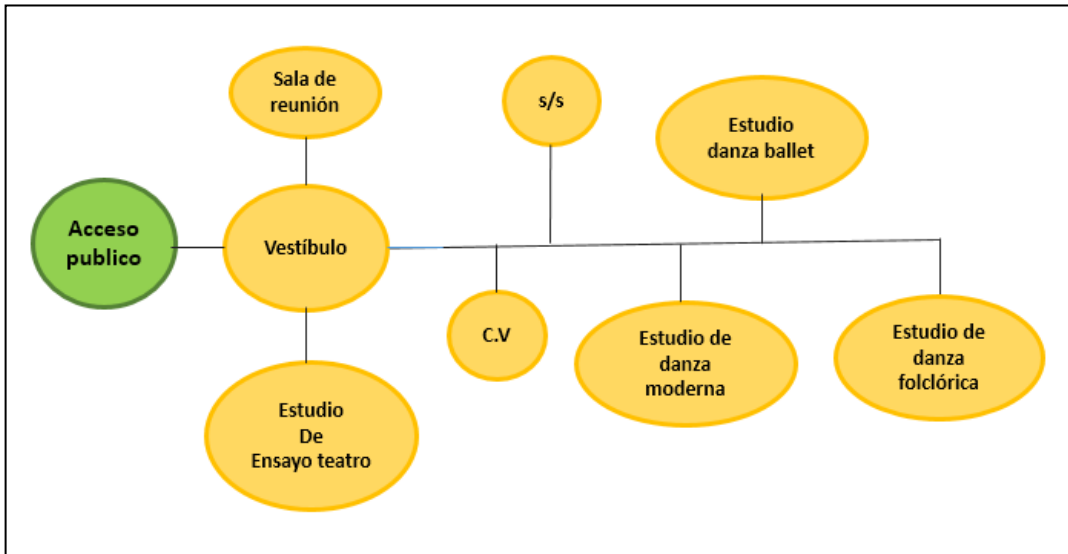 Sala de
reunión
s/s
Estudio
danza ballet
Acceso
publico
Vestíbulo
C.V
Estudio de
danza
moderna
Estudio de
danza
folclórica
Estudio
De
Ensayo teatro